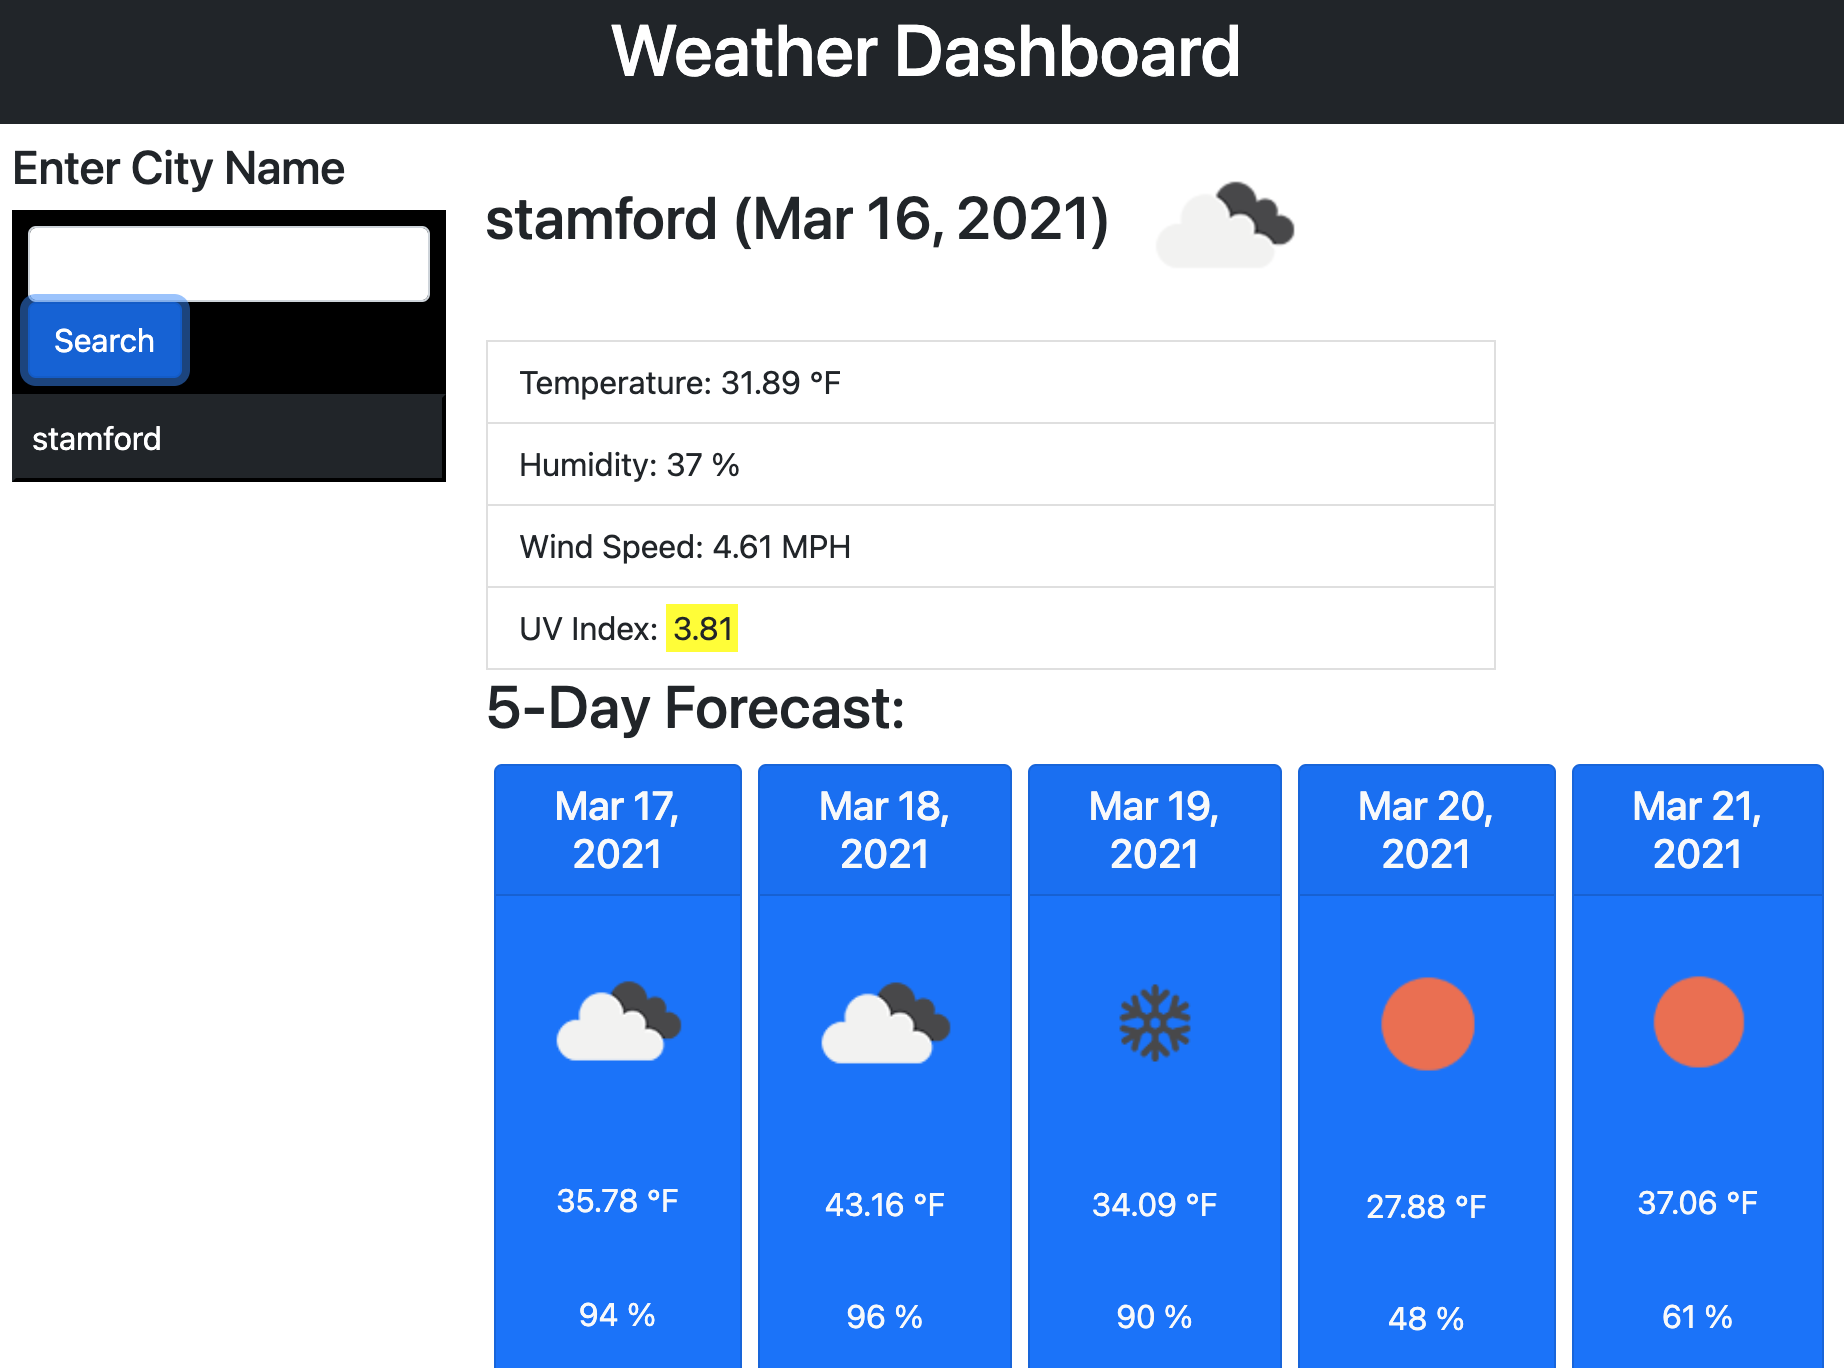 Weather Dashboard
Enter City Name
Search
stamford
stamford (Mar 16, 2021)
Temperature: 31.89 °F
Humidity: 37 %
Wind Speed: 4.61 MPH
UV Index: 3.81
5-Day Forecast:
Mar 17,
2021
35.78 °F
94 %
Mar 18,
2021
43.16 °F
96 %
Mar 19,
2021
34.09 °F
90 %
Mar 20,
2021
27.88 °F
48 %
Mar 21,
2021
37.06 °F
61 %